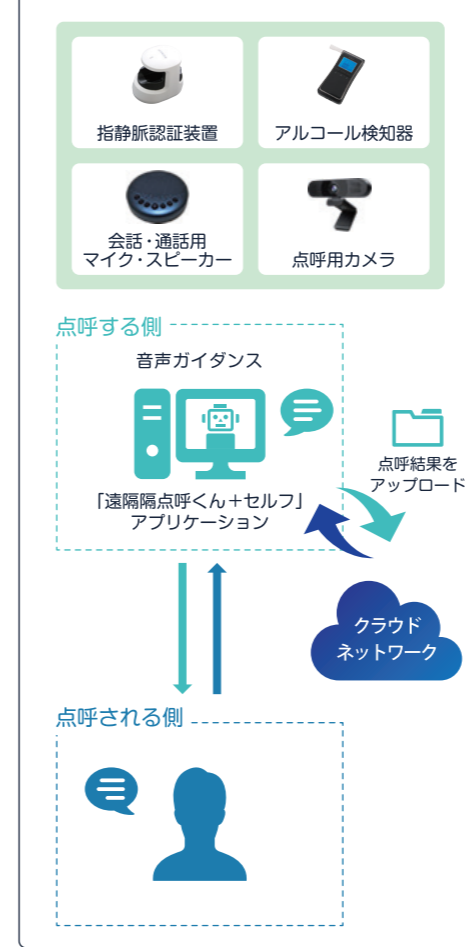 指静脈認証装置
アルコール検知器
会話・通話用
マイク・スピーカー
点呼用カメラ
点呼する側
音声ガイダンス
「遠隔隔点呼くん＋セルフ」
アプリケーション
点呼結果を
アップロード
クラウド
ネットワーク
点呼される側